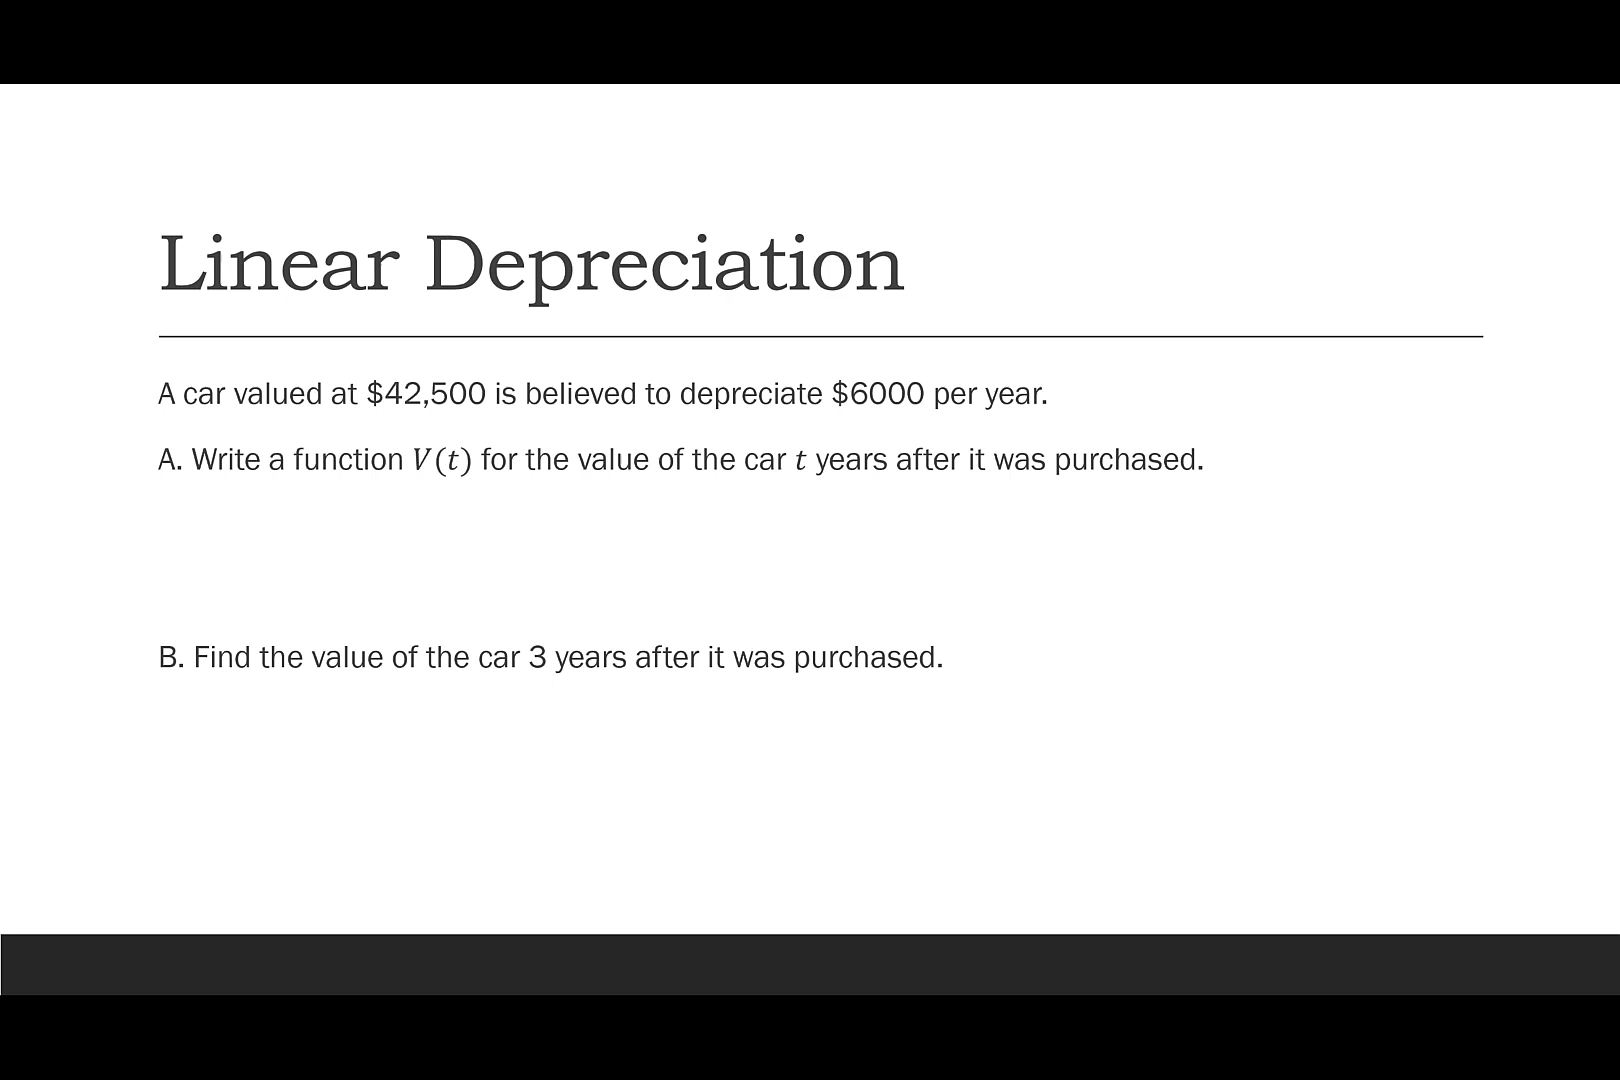 Linear Depreciation
A car valued at $42,500 is believed to depreciate $6000 per year.
A. Write a function V(t) for the value of the car t years after it was purchased.
B. Find the value of the car 3 years after it was purchased.